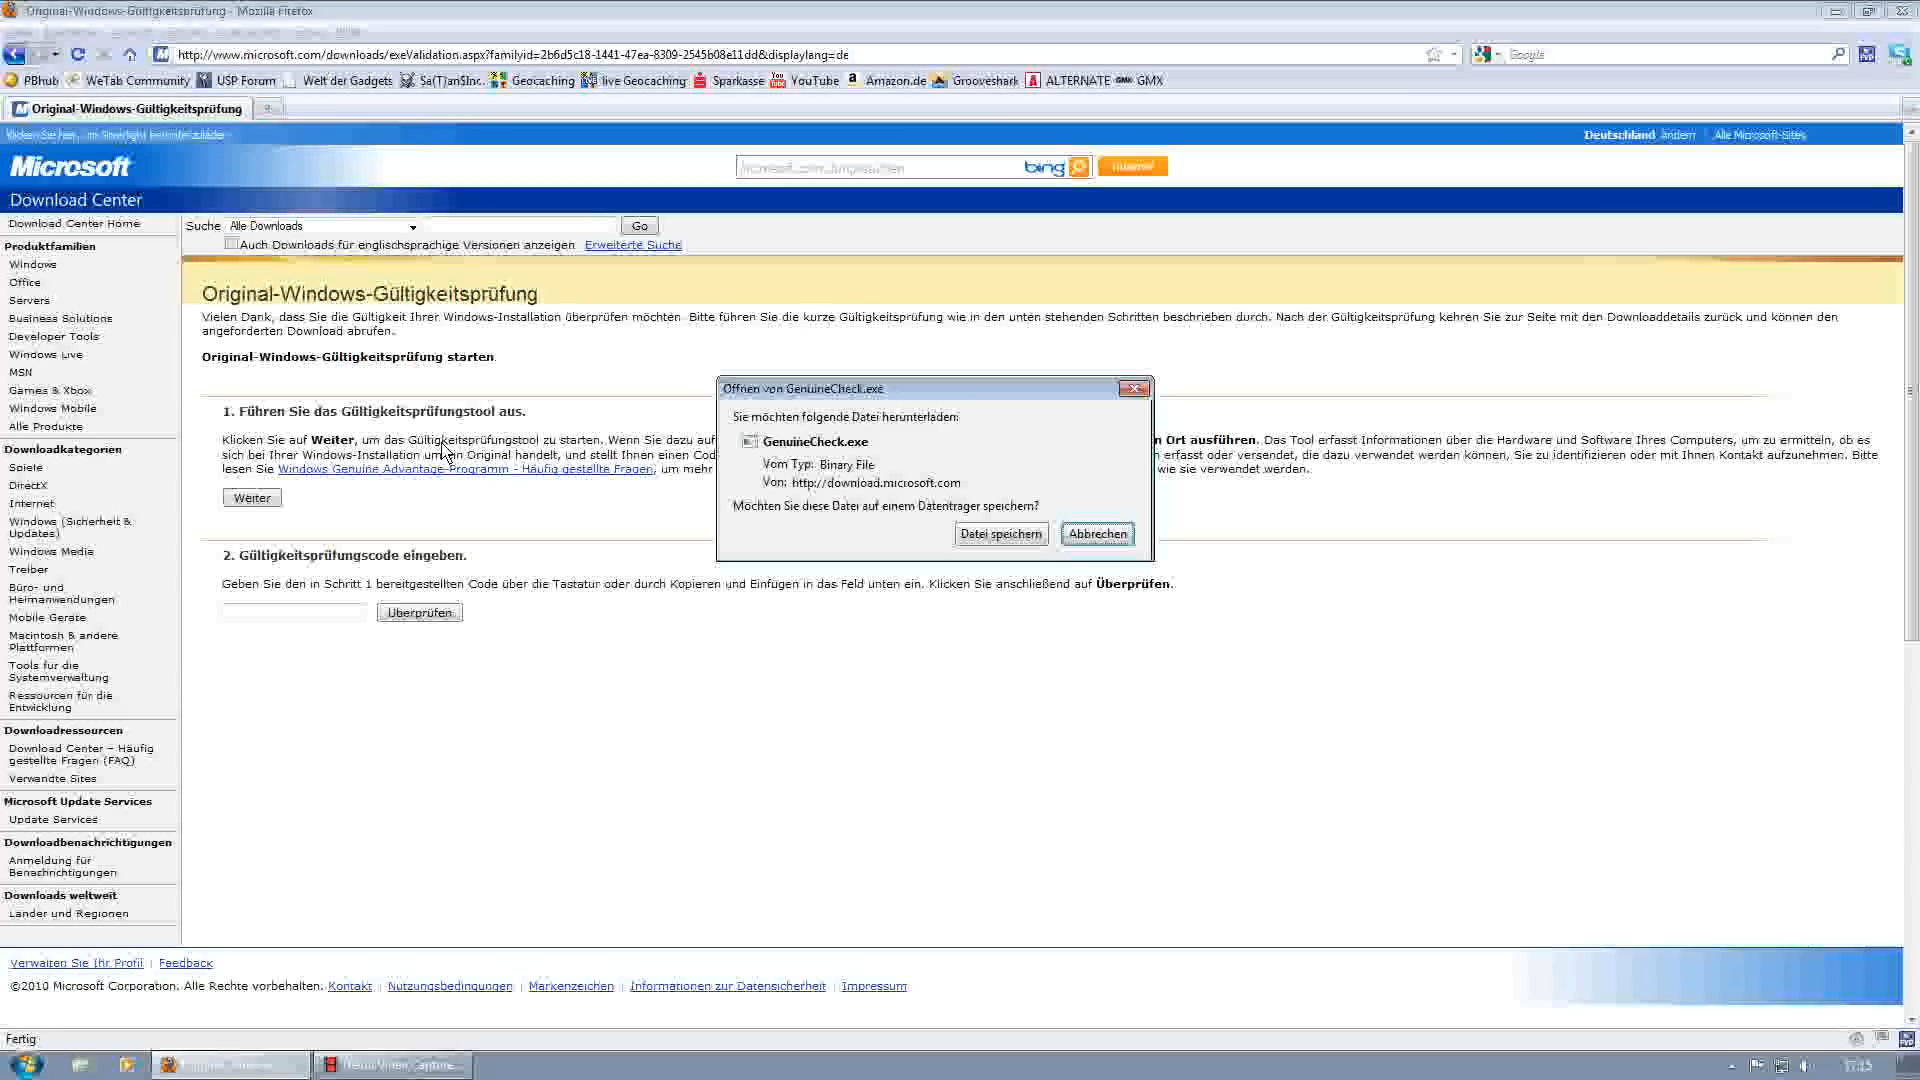 Original-Windows-Gültigkeitsprüfung - Mozilla Firefox
http://www.microsoft.com/downloads/exeValidation.aspx?familyid=2b6d5c18-1441-47ea-8309-2545b08e11dd&displaylang=de
Google
PBhub WeTab Community USP Forum Welt der Gadgets Sa(T)an$Inc.. Geocaching live Geocaching Sparkasse YouTube Amazon.de Grooveshark ALTERNATE GMX
Original-Windows-Gültigkeitsprüfung
Deutschland Ändern Alle Microsoft-Sites
Microsoft
bing
Download Center
Download Center Home
Suche Alle Downloads Go
Auch Downloads für englischsprachige Versionen anzeigen Erweiterte Suche
Produktfamilien
Windows
Office
Servers
Business Solutions
Developer Tools
Windows Live
MSN
Games & Xbox
Windows Mobile
Alle Produkte
Downloadkategorien
Spiele
DirectX
Internet
Windows (Sicherheit &
Updates)
Windows Media
Treiber
Büro- und
Heimanwendungen
Mobile Geräte
Macintosh & andere
Plattformen
Tools für die
Systemverwaltung
Ressourcen für die
Entwicklung
Downloadressourcen
Download Center – Häufig
gestellte Fragen (FAQ)
Verwandte Sites
Microsoft Update Services
Update Services
Downloadbenachrichtigungen
Anmeldung für
Benachrichtigungen
Downloads weltweit
Länder und Regionen
Original-Windows-Gültigkeitsprüfung
Vielen Dank, dass Sie die Gültigkeit Ihrer Windows-Installation überprüfen möchten. Bitte führen Sie die kurze Gültigkeitsprüfung wie in den unten stehenden Schritten beschrieben durch. Nach der Gültigkeitsprüfung kehren Sie zur Seite mit den Downloaddetails zurück und können den
angeforderten Download abrufen.
Original-Windows-Gültigkeitsprüfung starten.
1. Führen Sie das Gültigkeitsprüfungstool aus.
Klicken Sie auf Weiter, um das Gültigkeitsprüfungstool zu starten. Wenn Sie dazu auf n Ort ausführen. Das Tool erfasst Informationen über die Hardware und Software Ihres Computers, um zu ermitteln, ob es
sich bei Ihrer Windows-Installation um ein Original handelt, und stellt Ihnen einen Cod erfasst oder versendet, die dazu verwendet werden können, Sie zu identifizieren oder mit Ihnen Kontakt aufzunehmen. Bitte
lesen Sie Windows Genuine Advantage-Programm - Häufig gestellte Fragen, um mehr wie sie verwendet werden.
Weiter
Öffnen von GenuineCheck.exe
Sie möchten folgende Datei herunterladen:
GenuineCheck.exe
Vom Typ: Binary File
Von: http://download.microsoft.com
Möchten Sie diese Datei auf einem Datenträger speichern?
Datei speichern Abbrechen
2. Gültigkeitsprüfungscode eingeben.
Geben Sie den in Schritt 1 bereitgestellten Code über die Tastatur oder durch Kopieren und Einfügen in das Feld unten ein. Klicken Sie anschließend auf Überprüfen.
Überprüfen
Verwalten Sie Ihr Profil | Feedback
©2010 Microsoft Corporation. Alle Rechte vorbehalten. Kontakt | Nutzungsbedingungen | Markenzeichen | Informationen zur Datensicherheit | Impressum
Fertig
17:15